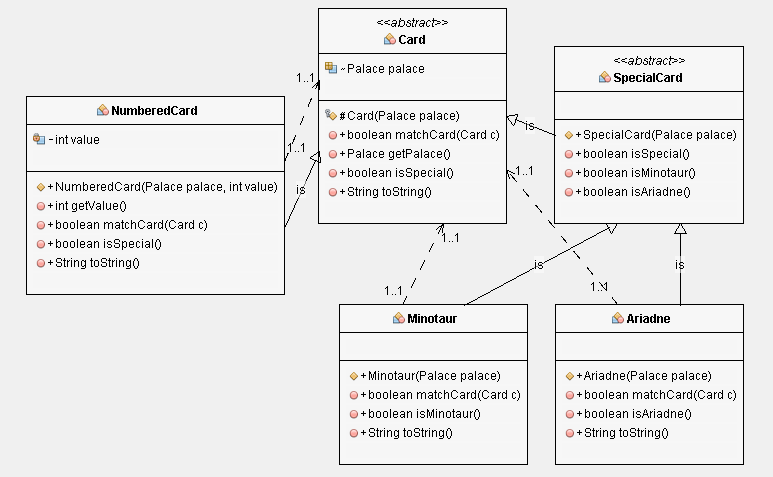 <<abstract>>
Card
~Palace palace
#Card(Palace palace)
+boolean matchCard(Card c)
+Palace getPalace()
+boolean isSpecial()
+String toString()
<<abstract>>
SpecialCard
+SpecialCard(Palace palace)
+boolean isSpecial()
+boolean isMinotaur()
+boolean isAriadne()
NumberedCard
~int value
+NumberedCard(Palace palace, int value)
+int getValue()
+boolean matchCard(Card c)
+boolean isSpecial()
+String toString()
1..1
1..1
is
is
1..1
1..1
1..1
1..1
is
is
Minotaur
+Minotaur(Palace palace)
+boolean matchCard(Card c)
+boolean isMinotaur()
+String toString()
Ariadne
+Ariadne(Palace palace)
+boolean matchCard(Card c)
+boolean isAriadne()
+String toString()